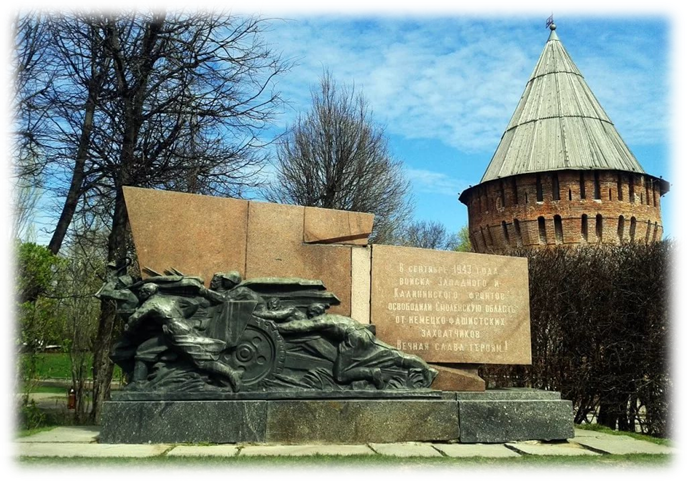 В сентябре 1943 года
войска Западного и
Калининского фронтов
освободили Смоленскую область
от немецко-фашистских
захватчиков
Вечная слава героям!